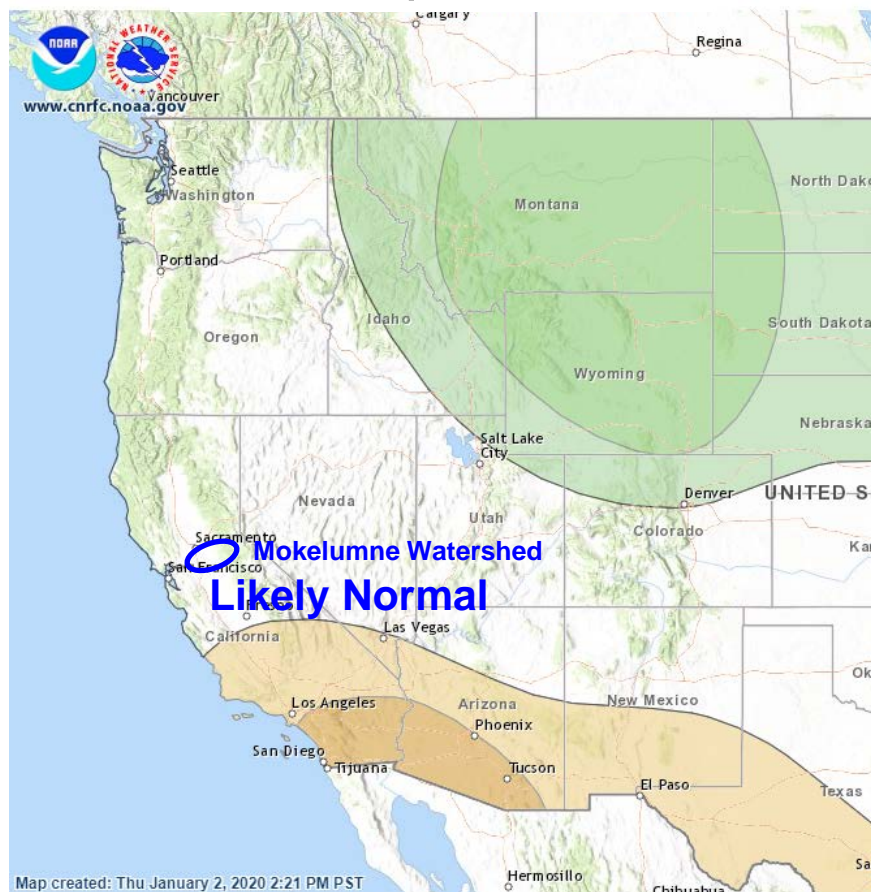 Calgary
NOAA
NATIONAL WEATHER SERVICE
Regina
www.cnrfc.noaa.gov
Vancouver
Seattle
Washington
North Dako
Montana
Portland
Idaho
South Dakota
Oregon
Wyoming
Nebraska
Salt Lake
City
Nevada
Denver
UNITED S
Utah
Colorado
Sacramento
Mokelumne Watershed
Kan
San Francisco
Likely Normal
California
Las Vegas
Ok
New Mexico
Los Angeles
Arizona
Phoenix
San Diego
Tijuana
Tucson
El Paso
Texas
Sa
Hermosillo
Chihuahua
Map created: Thu January 2, 2020 2:21 PM PST